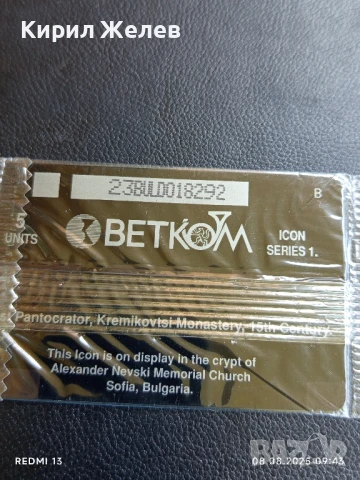 Кирил Желев
23BULD018292
B
5 UNITS
BETKOM
ICON
SERIES 1.
Pantocrator, Kremikovtsi Monastery, 15th Century.
This Icon is on display in the crypt of
Alexander Nevski Memorial Church
Sofia, Bulgaria.
REDMI 13
08.08.2025 09:43